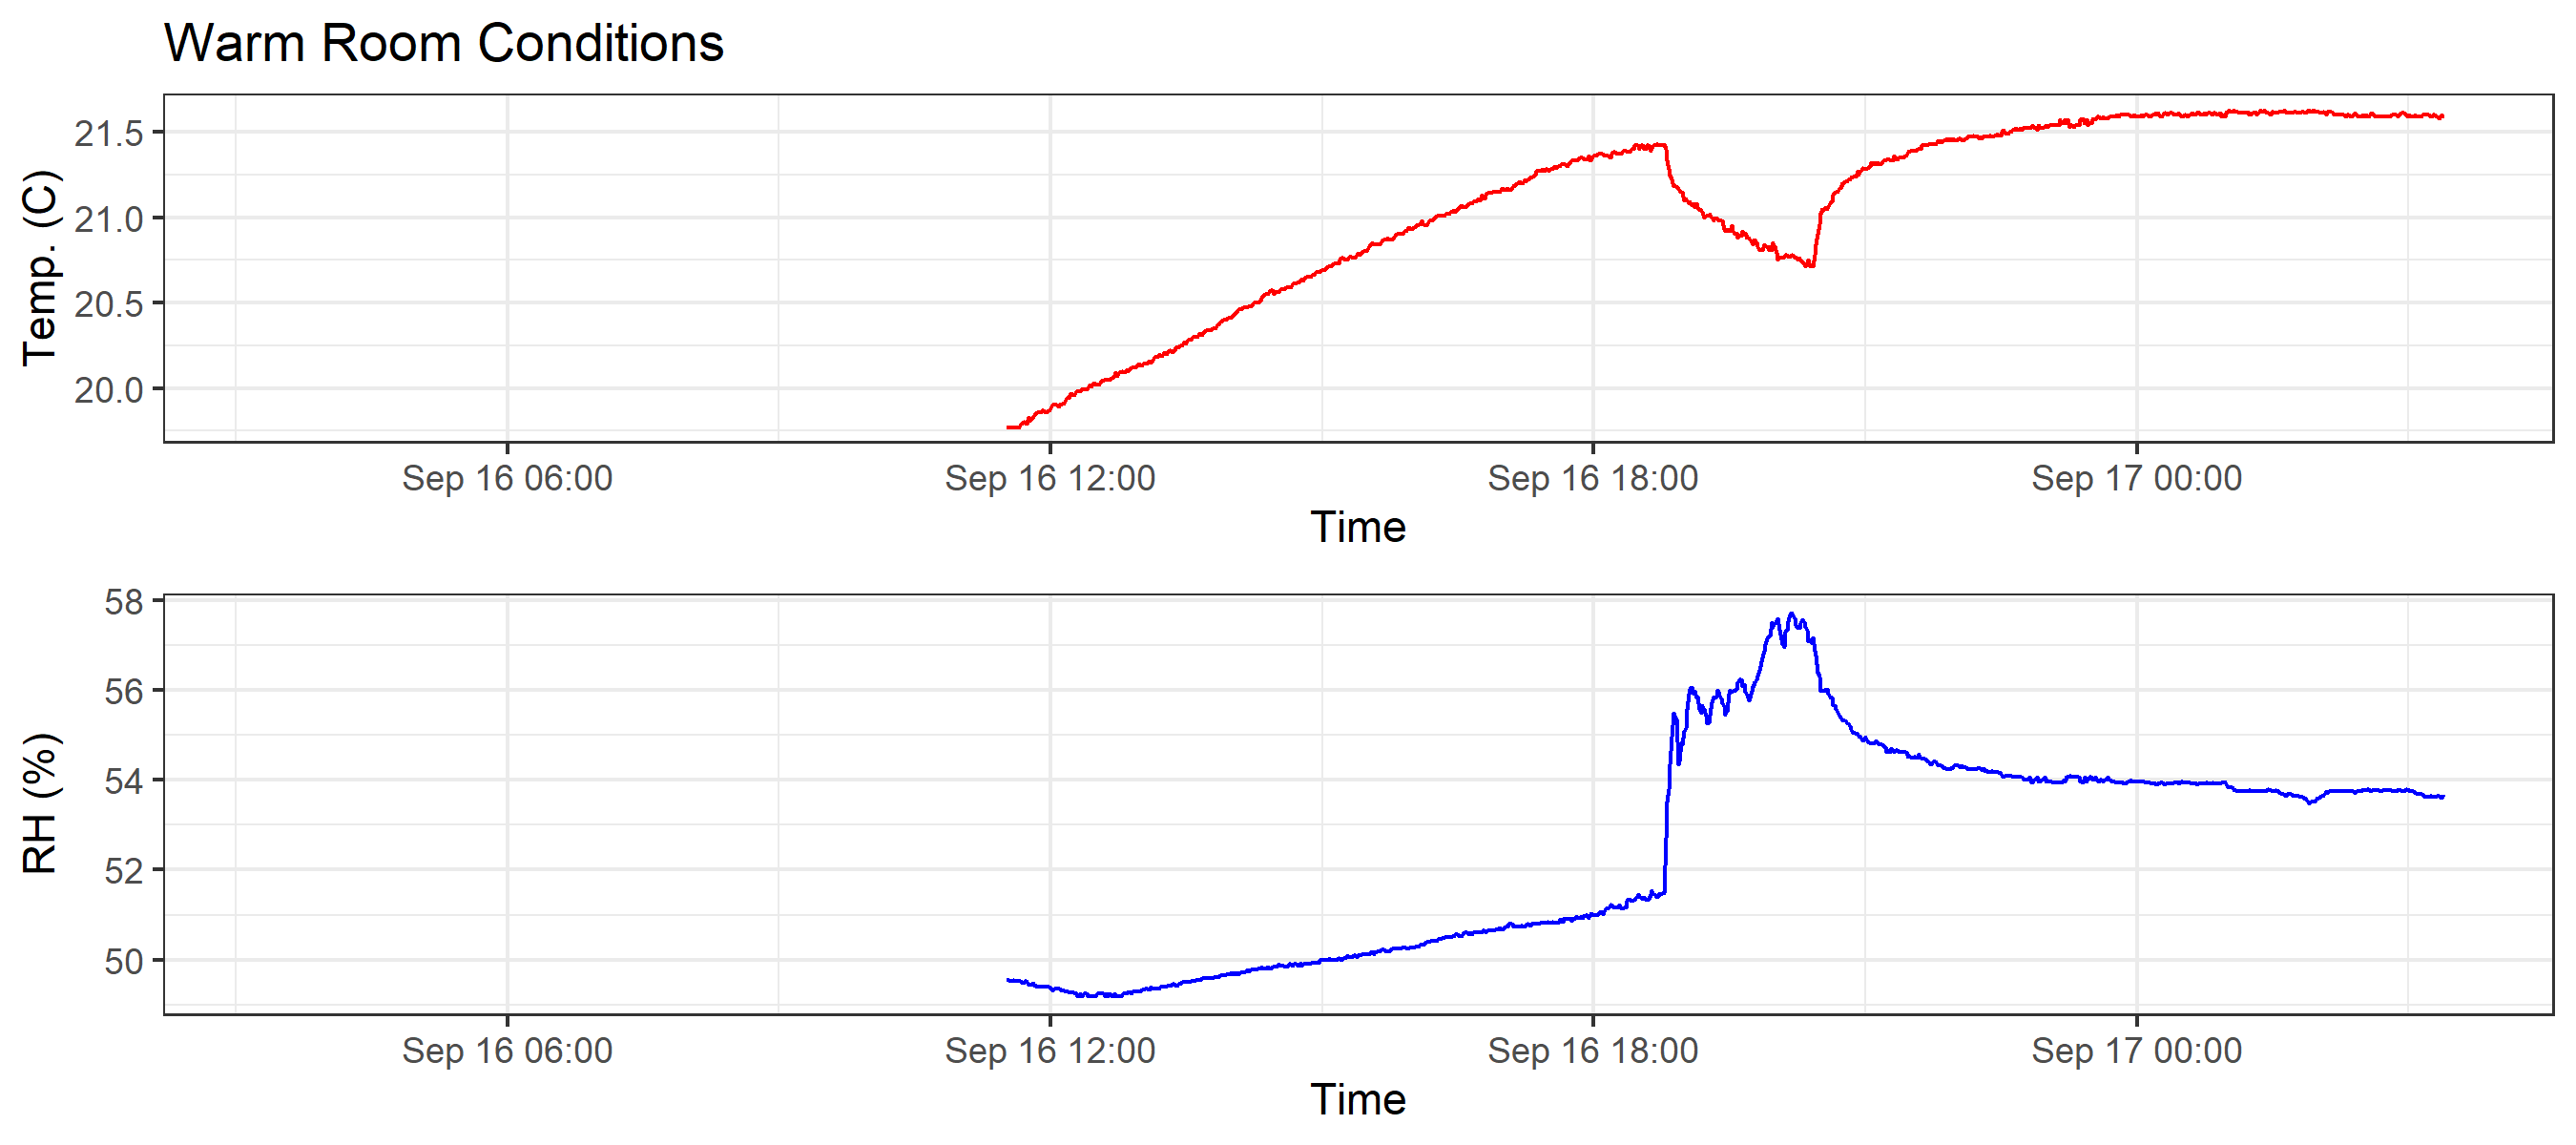 Warm Room Conditions
21.5
21.0
20.5
20.0
Temp. (C)
Sep 16 06:00 Sep 16 12:00 Sep 16 18:00 Sep 17 00:00
Time
58
56
54
52
50
RH (%)
Sep 16 06:00 Sep 16 12:00 Sep 16 18:00 Sep 17 00:00
Time